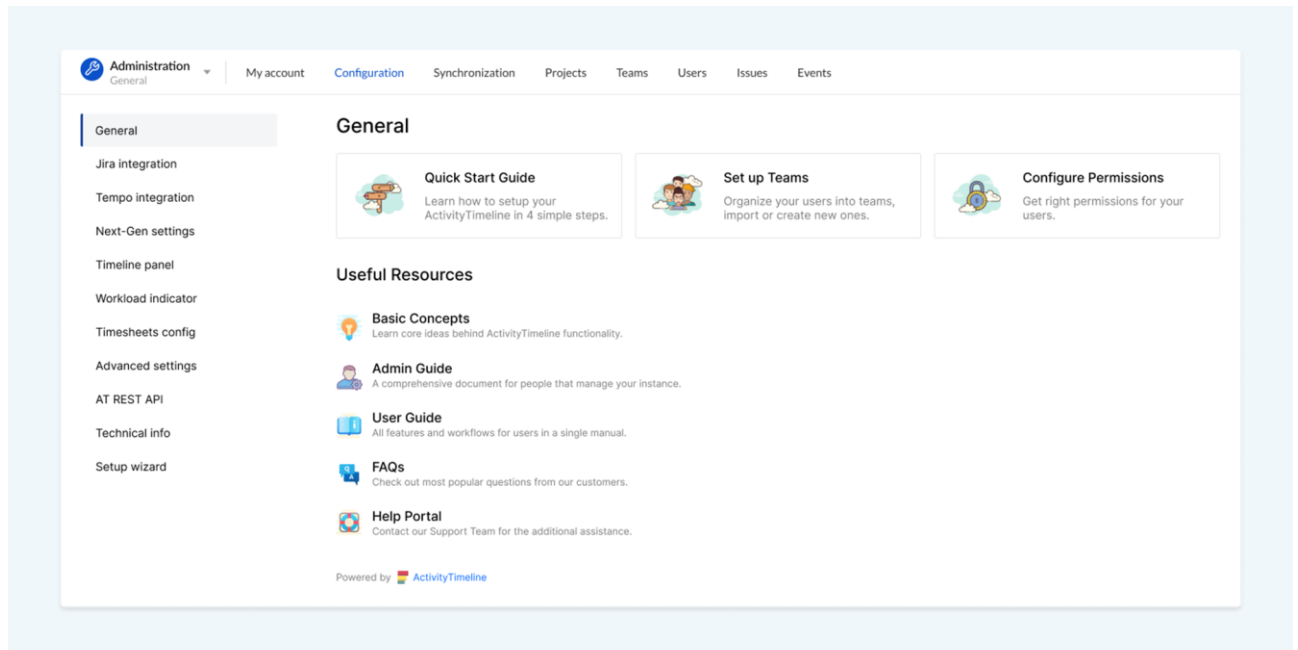 Administration
General
My account
Configuration
Synchronization
Projects
Teams
Users
Issues
Events
General
Jira integration
Tempo integration
Next-Gen settings
Timeline panel
Workload indicator
Timesheets config
Advanced settings
AT REST API
Technical info
Setup wizard
General
Quick Start Guide
Learn how to setup your
ActivityTimeline in 4 simple steps.
Set up Teams
Organize your users into teams,
import or create new ones.
Configure Permissions
Get right permissions for your
users.
Useful Resources
Basic Concepts
Learn core ideas behind ActivityTimeline functionality.
Admin Guide
A comprehensive document for people that manage your instance.
User Guide
All features and workflows for users in a single manual.
Q
A
FAQs
Check out most popular questions from our customers.
Help Portal
Contact our Support Team for the additional assistance.
Powered by ActivityTimeline